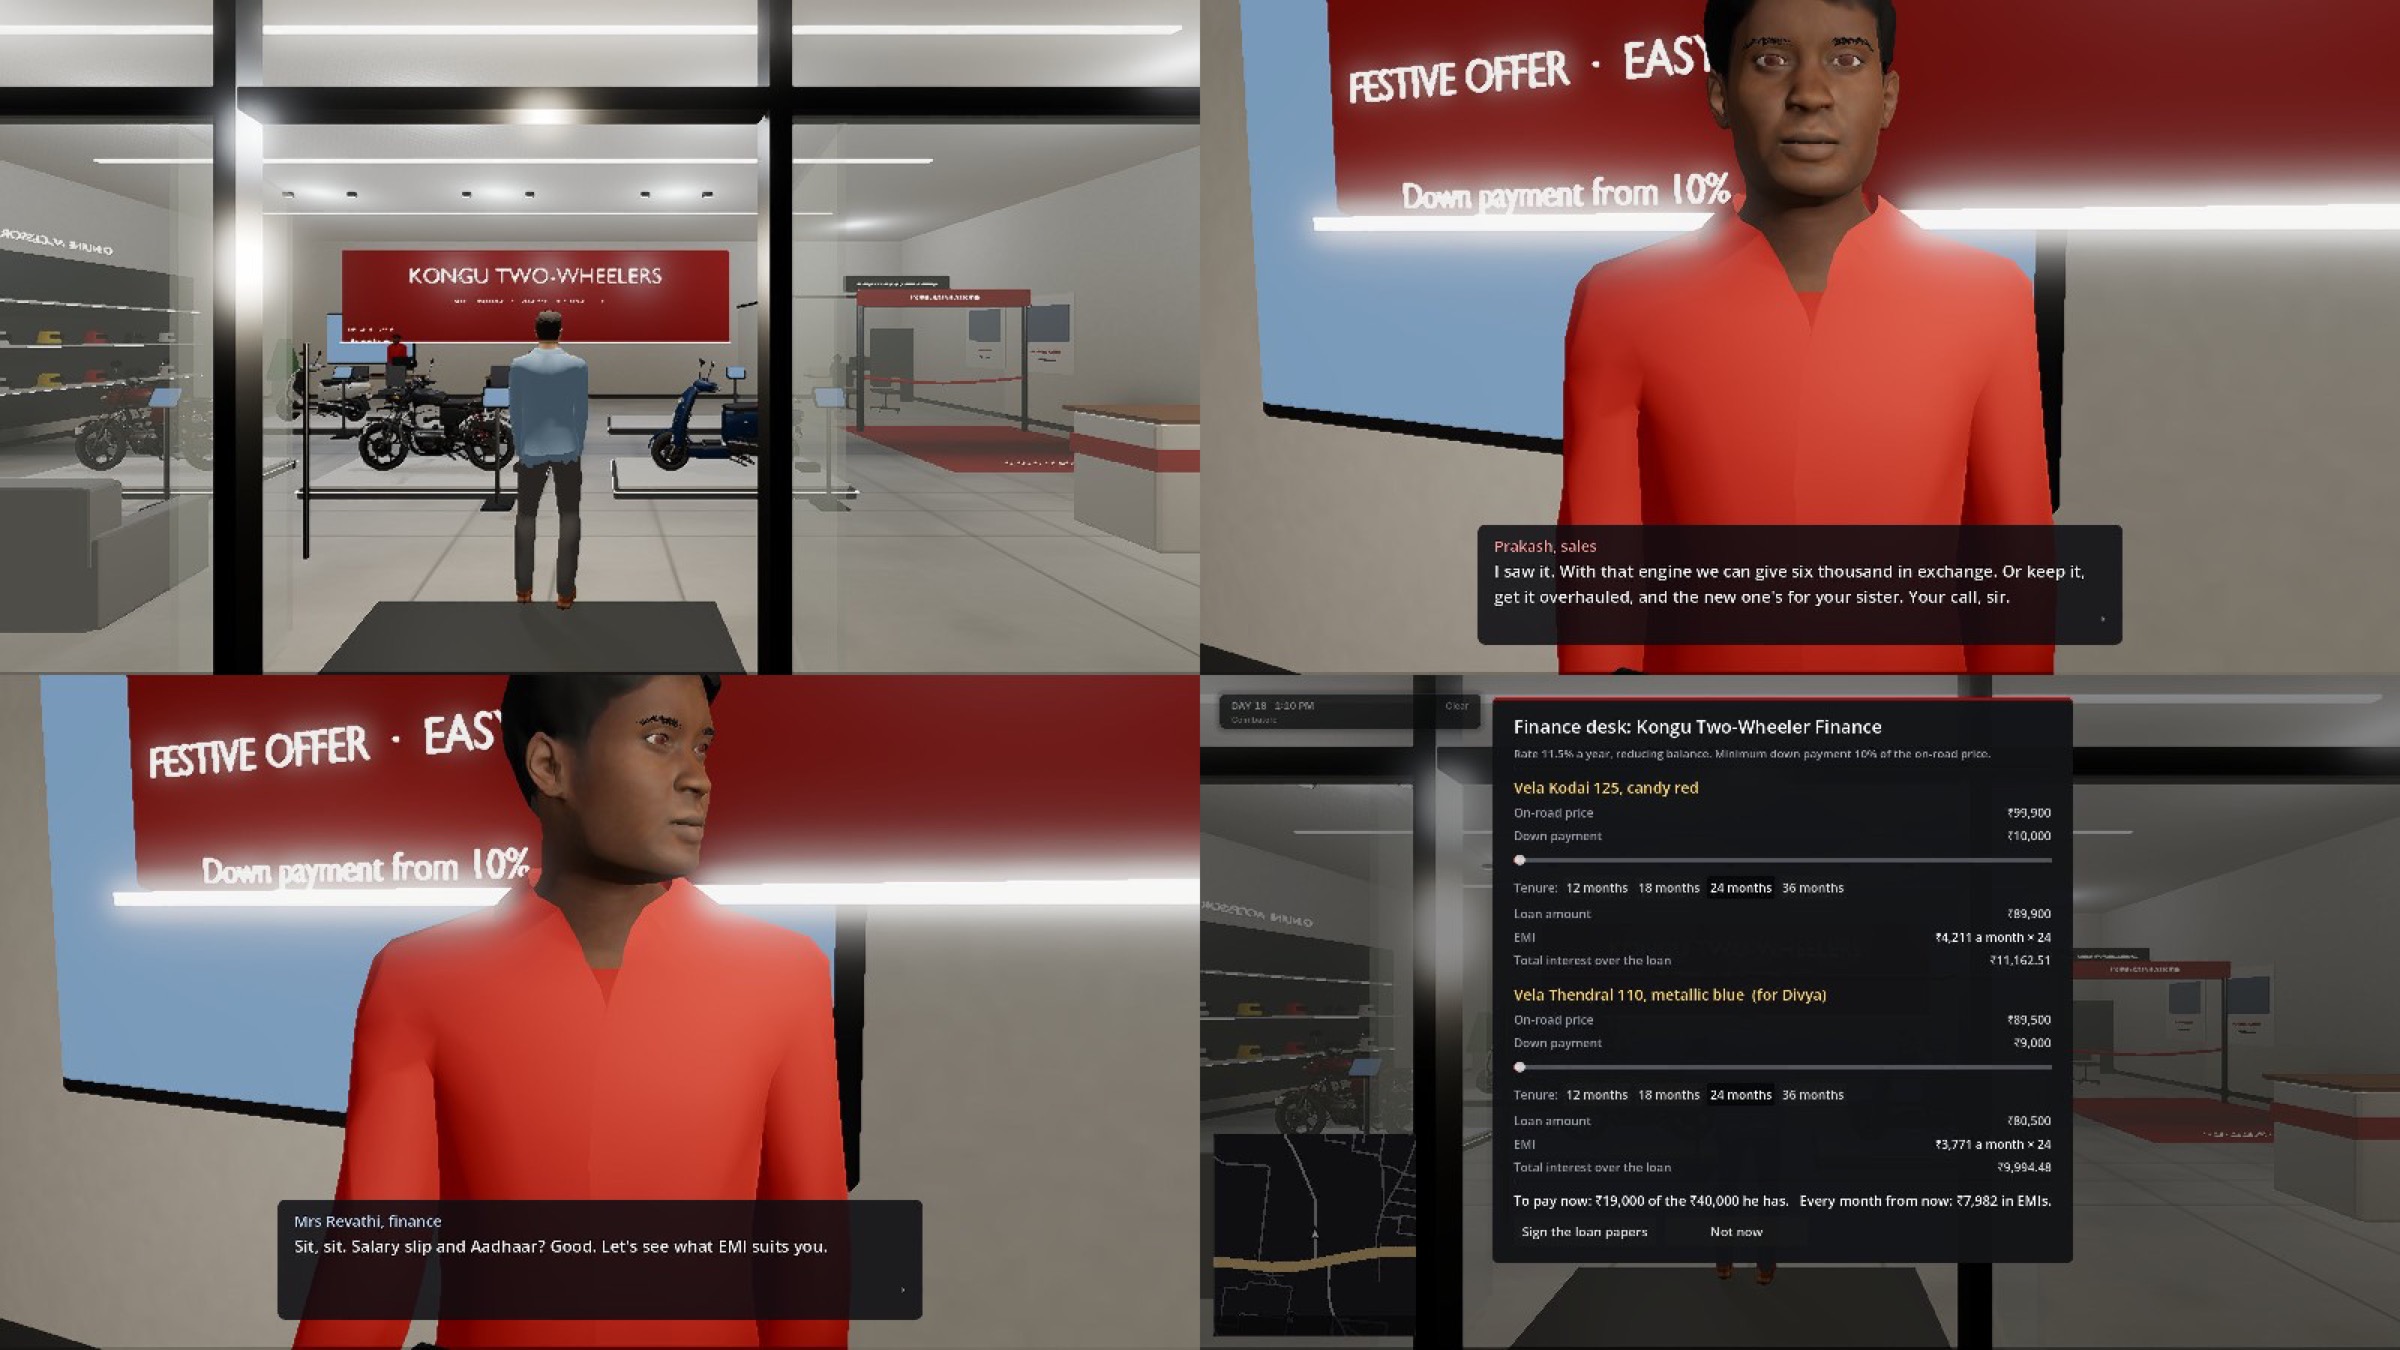 KONGU TWO-WHEELERS
FESTIVE OFFER · EASY
Down payment from 10%
Prakash, sales
I saw it. With that engine we can give six thousand in exchange. Or keep it,
get it overhauled, and the new one's for your sister. Your call, sir.
FESTIVE OFFER · EASY
Down payment from 10%
Mrs Revathi, finance
Sit, sit. Salary slip and Aadhaar? Good. Let's see what EMI suits you.
DAY 18 1:10 PM Clear
Coimbatore
Finance desk: Kongu Two-Wheeler Finance
Rate 11.5% a year, reducing balance. Minimum down payment 10% of the on-road price.
Vela Kodai 125, candy red
On-road price ₹99,900
Down payment ₹10,000
Tenure: 12 months 18 months 24 months 36 months
Loan amount ₹89,900
EMI ₹4,211 a month × 24
Total interest over the loan ₹11,162.51
Vela Thendral 110, metallic blue (for Divya)
On-road price ₹89,500
Down payment ₹9,000
Tenure: 12 months 18 months 24 months 36 months
Loan amount ₹80,500
EMI ₹3,771 a month × 24
Total interest over the loan ₹9,994.48
To pay now: ₹19,000 of the ₹40,000 he has. Every month from now: ₹7,982 in EMIs.
Sign the loan papers Not now